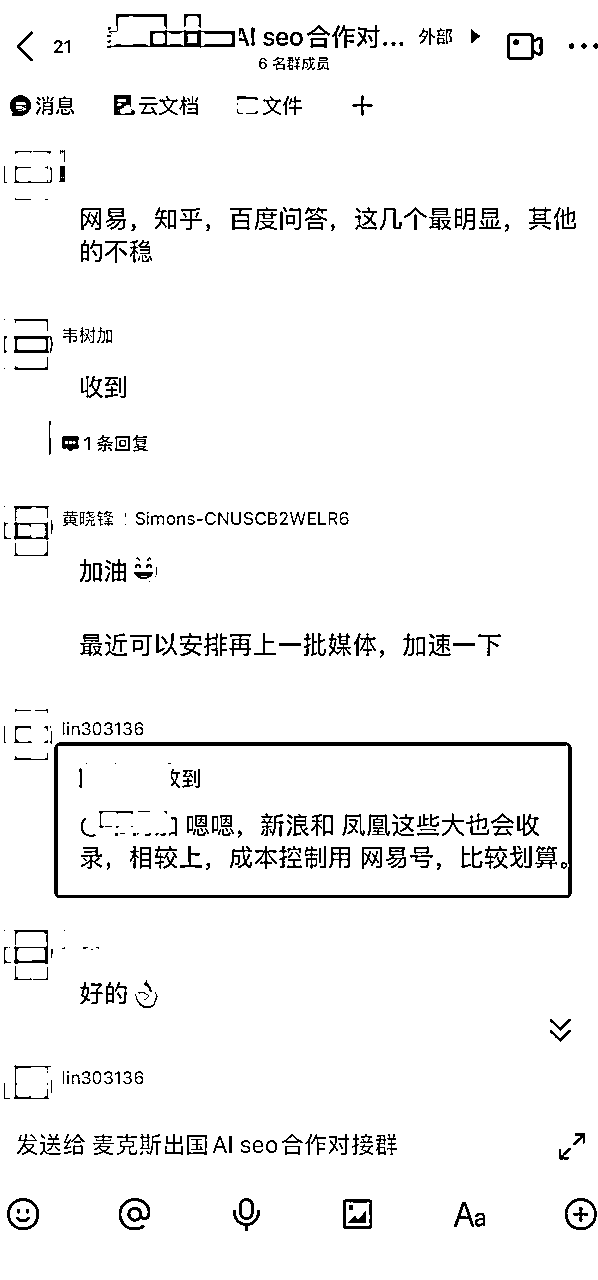 21
AI seo合作对... 外部
6 名群成员
消息 云文档 文件
网易，知乎，百度问答，这几个最明显，其他
的不稳
韦树加
收到
1 条回复
黄晓锋 | Simons-CNUSCB2WELR6
加油
最近可以安排再上一批媒体，加速一下
lin303136
收到
嗯嗯，新浪和 凤凰这些大也会收
录，相较上，成本控制用 网易号，比较划算。
好的
lin303136
发送给 麦克斯出国AI seo合作对接群
Aa